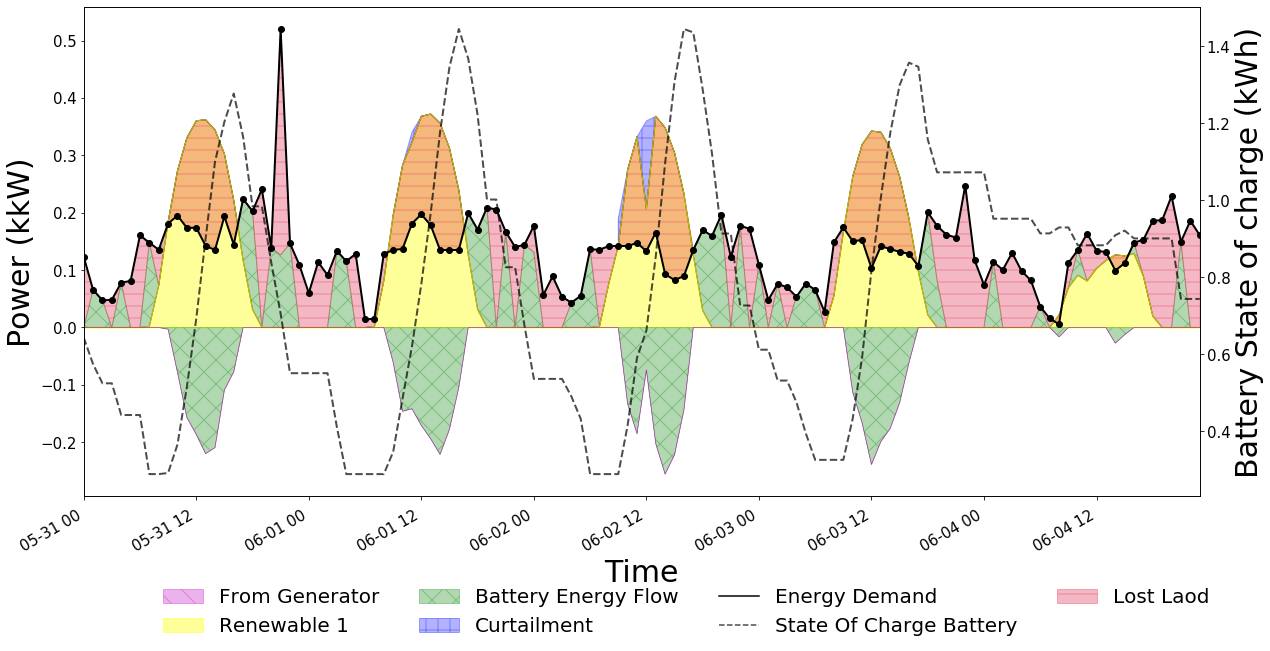 Power (kkW)
0.5
0.4
0.3
0.2
0.1
0.0
−0.1
−0.2
1.4
1.2
1.0
0.8
0.6
0.4
Battery State of charge (kWh)
05-31 00
05-31 12
06-01 00
06-01 12
06-02 00
06-02 12
06-03 00
06-03 12
06-04 00
06-04 12
Time
From Generator
Battery Energy Flow
Energy Demand
Lost Laod
Renewable 1
Curtailment
State Of Charge Battery